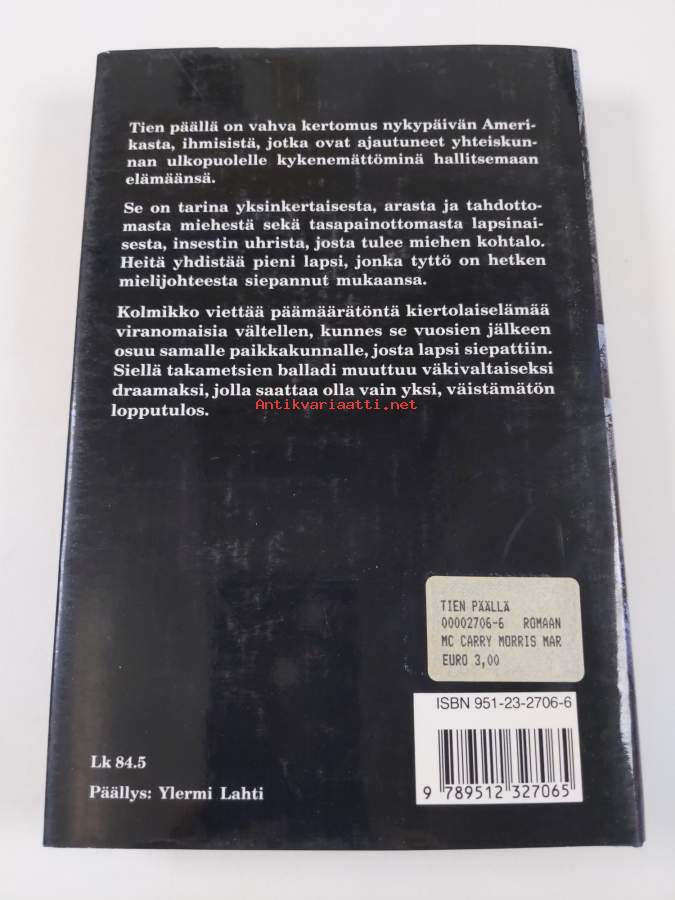 Tien päällä on vahva kertomus nykypäivän Ameri-
kasta, ihmisistä, jotka ovat ajautuneet yhteiskun-
nan ulkopuolelle kykenemättöminä hallitsemaan
elämäänsä.
Se on tarina yksinkertaisesta, arasta ja tahdotto-
masta miehestä sekä tasapainottomasta lapsinai-
sesta, insestin uhrista, josta tulee miehen kohtalo.
Heitä yhdistää pieni lapsi, jonka tyttö on hetken
mielijohteesta siepannut mukaansa.
Kolmikko viettää päämäärätöntä kiertolaiselämää
viranomaisia vältellen, kunnes se vuosien jälkeen
osuu samalle paikkakunnalle, josta lapsi siepattiin.
Siellä takametsien balladi muuttuu väkivaltaiseksi
draamaksi, jolla saattaa olla vain yksi, väistämätön
lopputulos.
Antikvariaatti.net
TIEN PÄÄLLÄ
00002706-6 ROMAAN
MC CARRY MORRIS MAR
EURO 3,00
ISBN 951-23-2706-6
9 789512 327065
Lk 84.5
Päällys: Ylermi Lahti